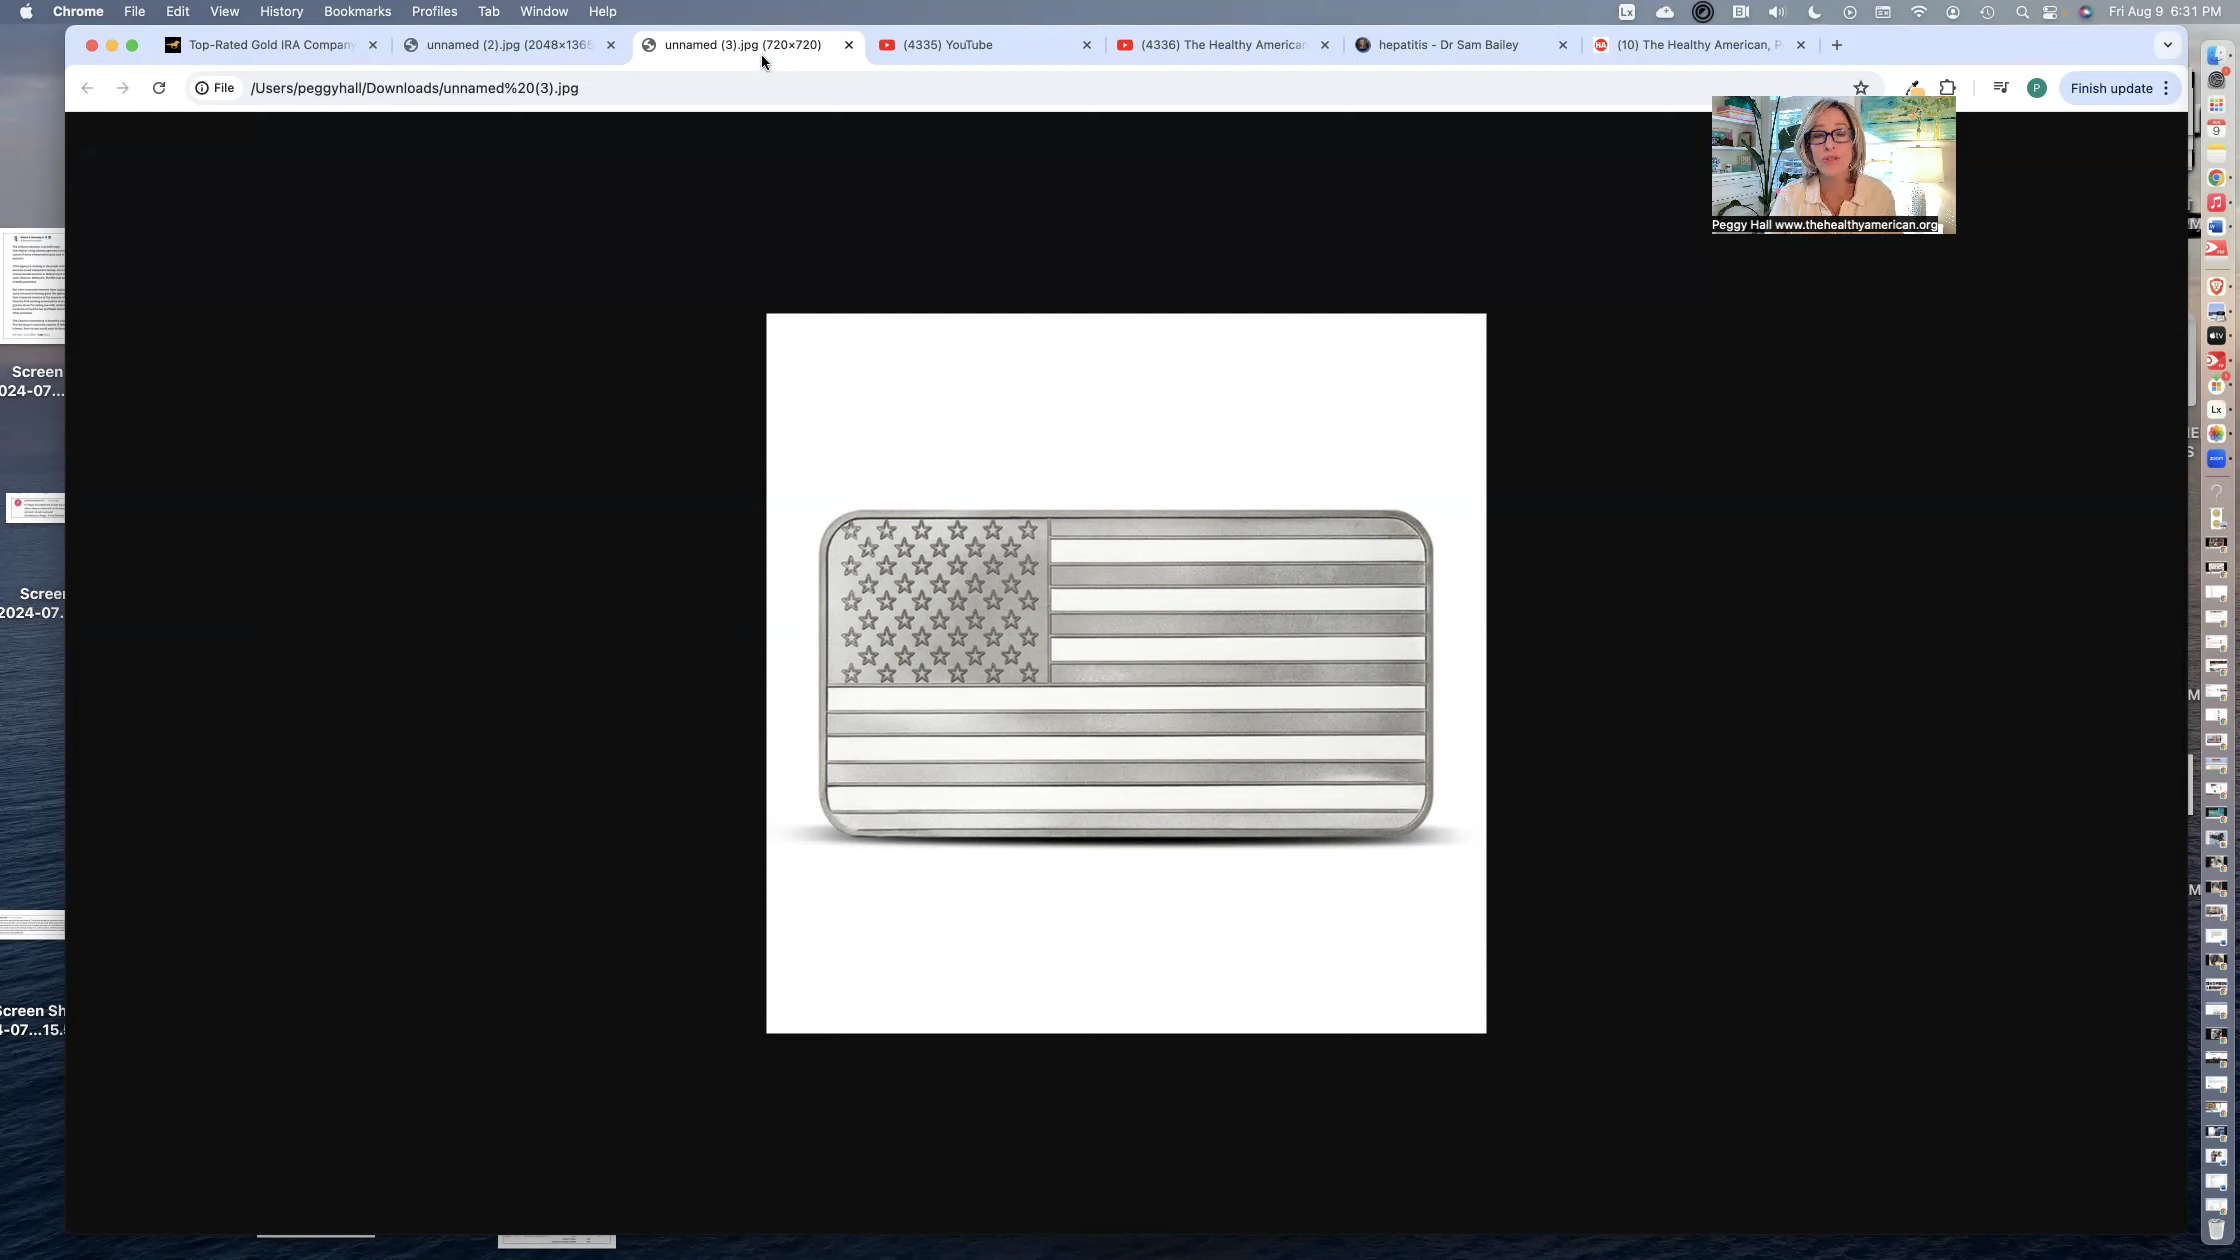 Chrome File Edit View History Bookmarks Profiles Tab Window Help
Lx Fri Aug 9 6:31 PM
Top-Rated Gold IRA Company
unnamed (2).jpg (2048×1365
unnamed (3).jpg (720×720)
(4335) YouTube
(4336) The Healthy American
hepatitis - Dr Sam Bailey
(10) The Healthy American, P
File /Users/peggyhall/Downloads/unnamed%20(3).jpg
P
Finish update
Peggy Hall www.thehealthyamerican.org
Screen
024-07...
Screen
2024-07...
Screen Sh
4-07...15.